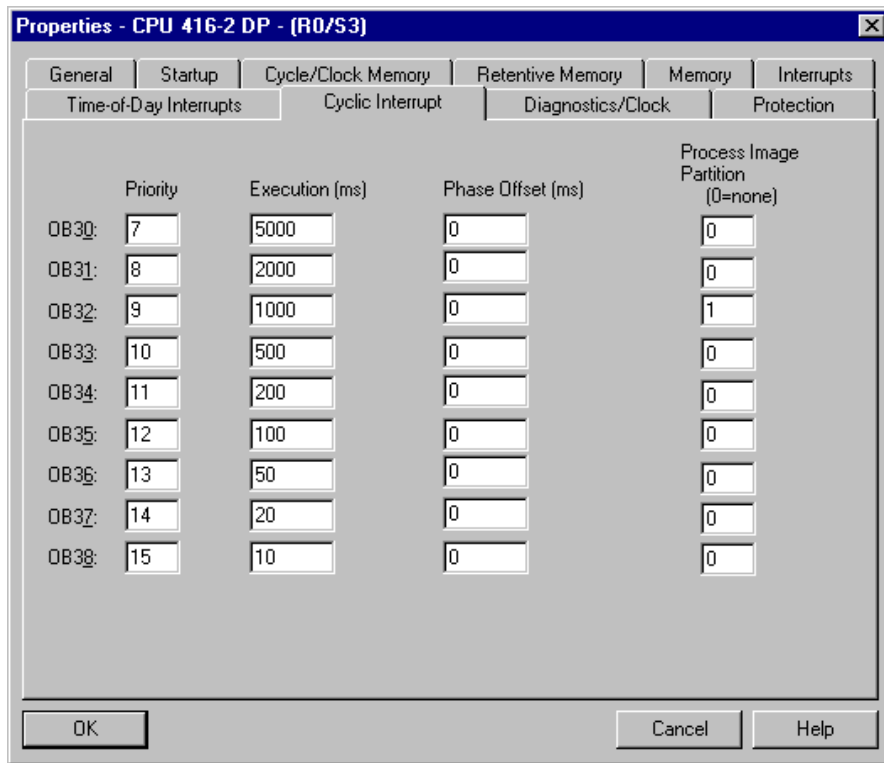 Properties - CPU 416-2 DP - (R0/S3)
General Startup Cycle/Clock Memory Retentive Memory Memory Interrupts
Time-of-Day Interrupts Cyclic Interrupt Diagnostics/Clock Protection
Process Image
Partition
Priority Execution (ms) Phase Offset (ms) (0=none)
OB30: 7 5000 0 0
OB31: 8 2000 0 0
OB32: 9 1000 0 1
OB33: 10 500 0 0
OB34: 11 200 0 0
OB35: 12 100 0 0
OB36: 13 50 0 0
OB37: 14 20 0 0
OB38: 15 10 0 0
OK Cancel Help